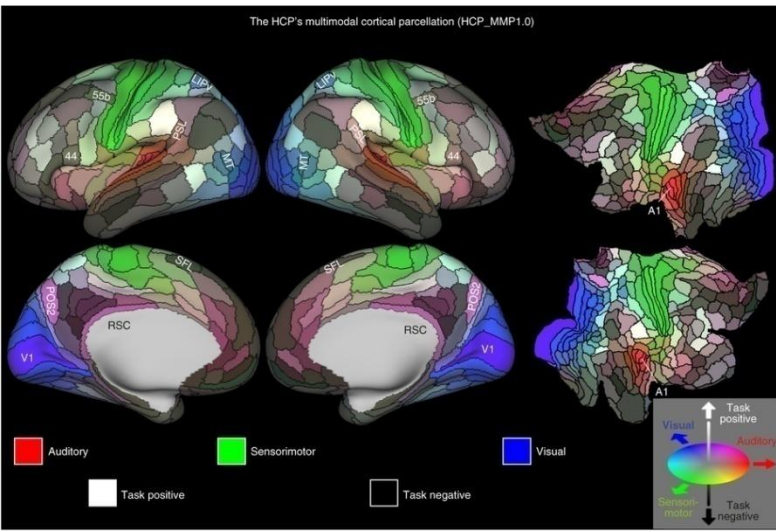 The HCP's multimodal cortical parcellation (HCP_MMP1.0)
55b
LIPv
44
PSL
MT
LIPv
55b
MT
PSL
44
A1
POS2
SFL
RSC
V1
SFL
POS2
RSC
V1
A1
Auditory
Sensorimotor
Visual
Task positive
Task negative
Task
positive
Visual
Auditory
Sensori-
motor
Task
negative